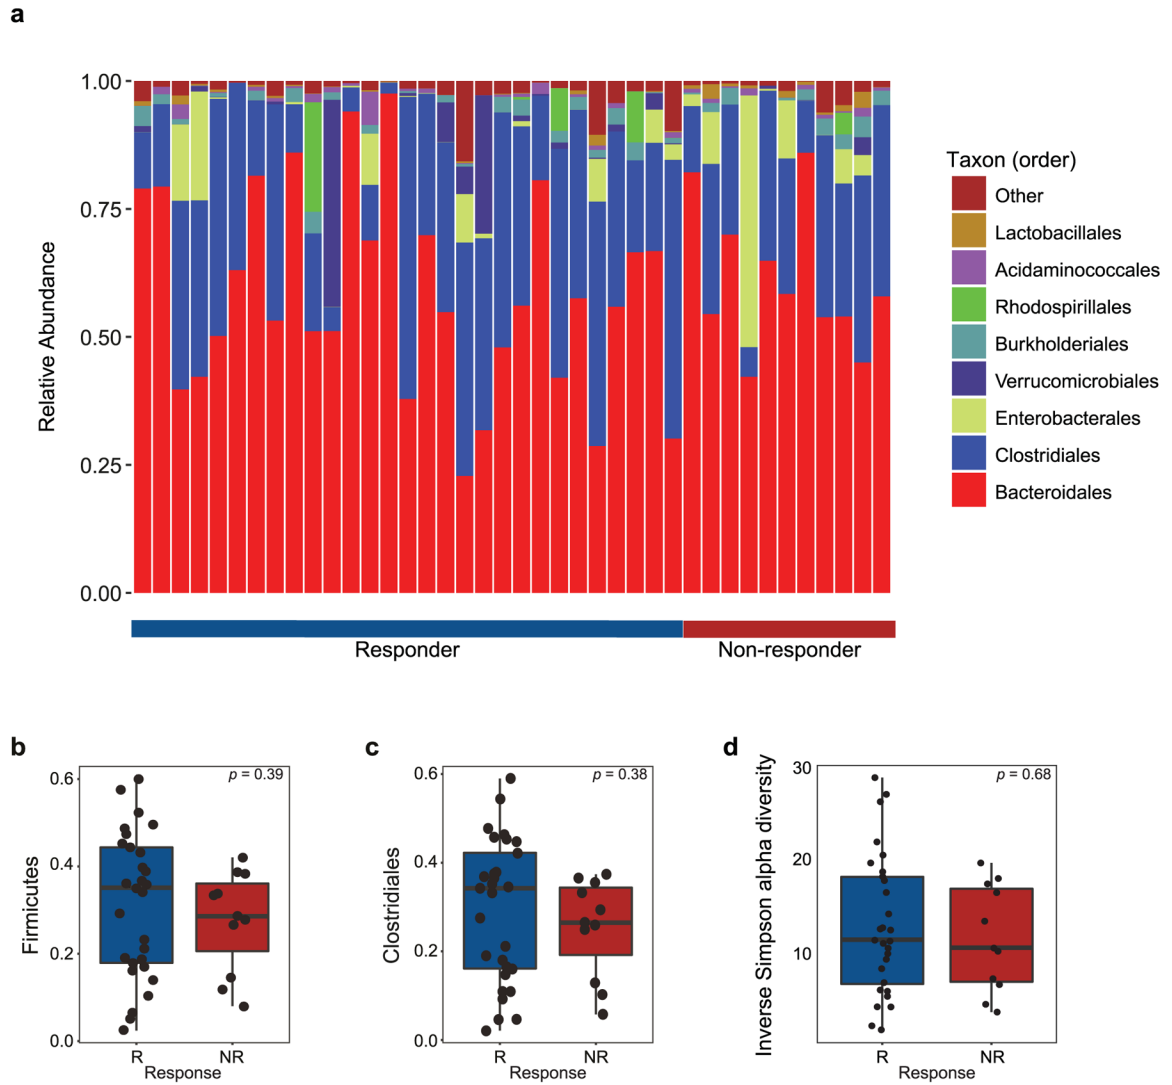 a
1.00
0.75
0.50
0.25
0.00
Relative Abundance
Responder
Non-responder
Taxon (order)
Other
Lactobacillales
Acidaminococcales
Rhodospirillales
Burkholderiales
Verrucomicrobiales
Enterobacterales
Clostridiales
Bacteroidales
b
p = 0.39
0.6
0.4
0.2
0.0
Firmicutes
R NR
Response
c
p = 0.38
0.6
0.4
0.2
0.0
Clostridiales
R NR
Response
d
p = 0.68
30
20
10
Inverse Simpson alpha diversity
R NR
Response